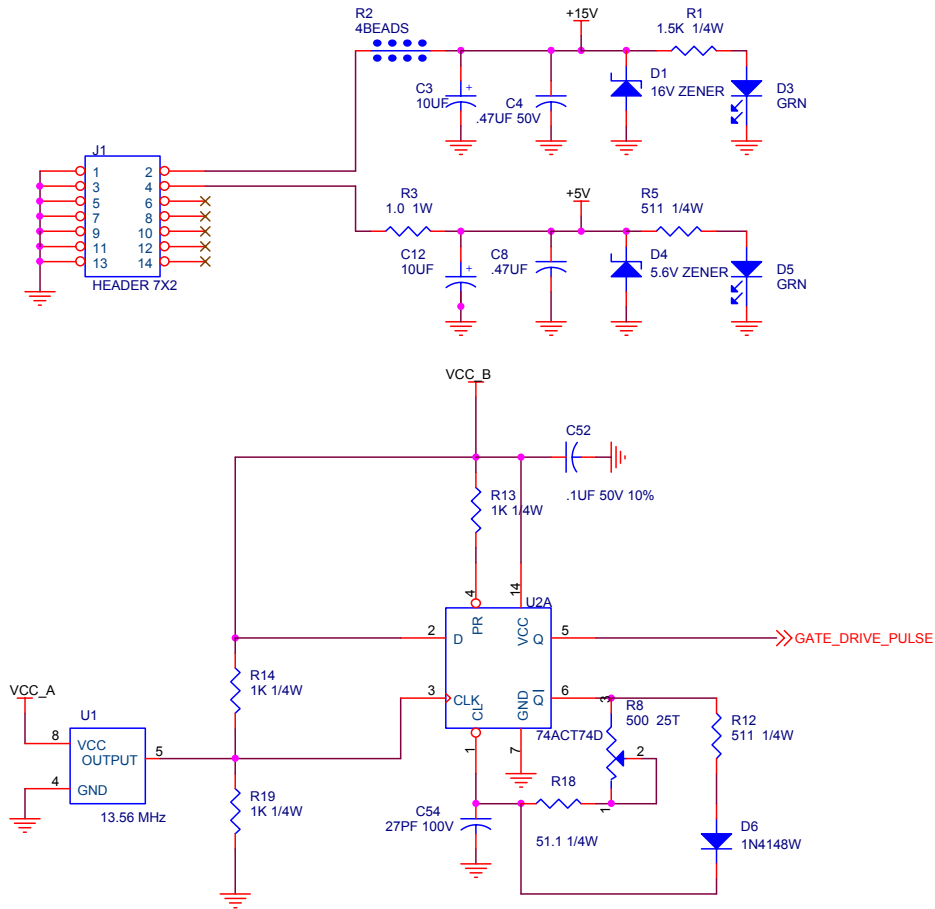 R2
4BEADS
+15V
R1
1.5K 1/4W
C3
10UF
+
C4
.47UF 50V
D1
16V ZENER
D3
GRN
J1
1 2
3 4
5 6
7 8
9 10
11 12
13 14
HEADER 7X2
R3
1.0 1W
+5V
R5
511 1/4W
C12
10UF
+
C8
.47UF
D4
5.6V ZENER
D5
GRN
VCC_B
C52
.1UF 50V 10%
R13
1K 1/4W
4
14
U2A
PR
VCC
2
D
Q
5
GATE_DRIVE_PULSE
R14
1K 1/4W
3
CLK
CL
GND
Q
6
3
R8
500 25T
R12
511 1/4W
VCC_A
U1
8
VCC
OUTPUT
5
4
GND
13.56 MHz
R19
1K 1/4W
1
7
74ACT74D
2
R18
1
51.1 1/4W
C54
27PF 100V
D6
1N4148W